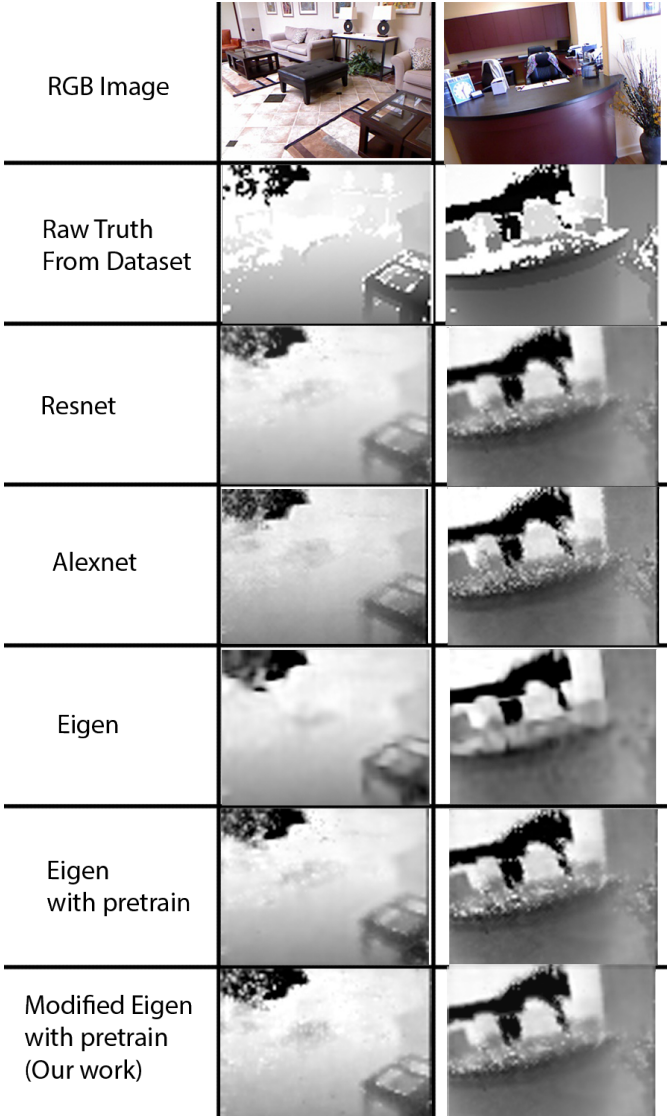 RGB Image
Raw Truth
From Dataset
Resnet
Alexnet
Eigen
Eigen
with pretrain
Modified Eigen
with pretrain
(Our work)